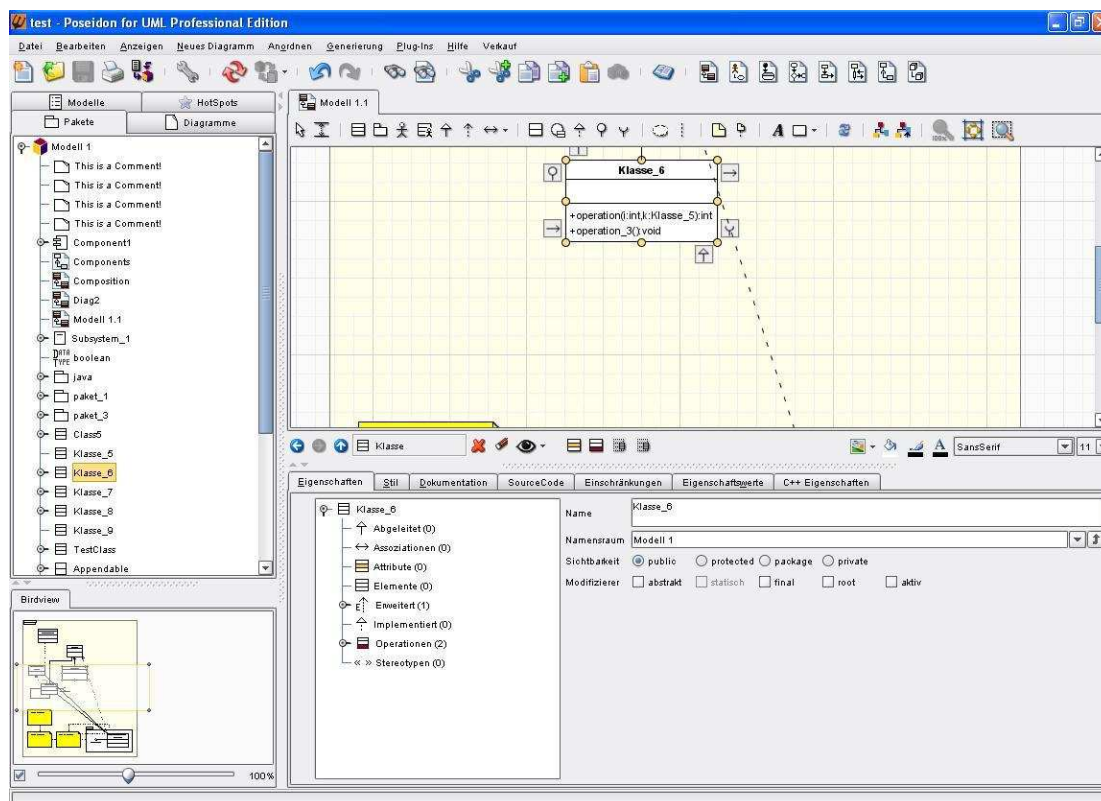 test - Poseidon for UML Professional Edition
Datei Bearbeiten Anzeigen Neues Diagramm Angrdnen Generierung Plug-Ins Hilfe Verkauf
Modelle HotSpots
Pakete Diagramme
Modell 1
This is a Comment!
This is a Comment!
This is a Comment!
This is a Comment!
Component1
Components
Composition
Diag2
Modell 1.1
Subsystem_1
DATA TYPE boolean
java
paket_1
paket_3
Class5
Klasse_5
Klasse_6
Klasse_7
Klasse_8
Klasse_9
TestClass
Appendable
Birdview
100%
Modell 1.1
Klasse_6
+operation(i:int,k:Klasse_5):int
+operation_3():void
Klasse
A SansSerif 11
Eigenschaften Stil Dokumentation SourceCode Einschränkungen Eigenschaftswerte C++ Eigenschaften
Klasse_6
Abgeleitet (0)
Assoziationen (0)
Attribute (0)
Elemente (0)
Erweitert (1)
Implementiert (0)
Operationen (2)
« » Stereotypen (0)
Name Klasse_6
Namensraum Modell 1
Sichtbarkeit public protected package private
Modifizierer abstrakt statisch final root aktiv